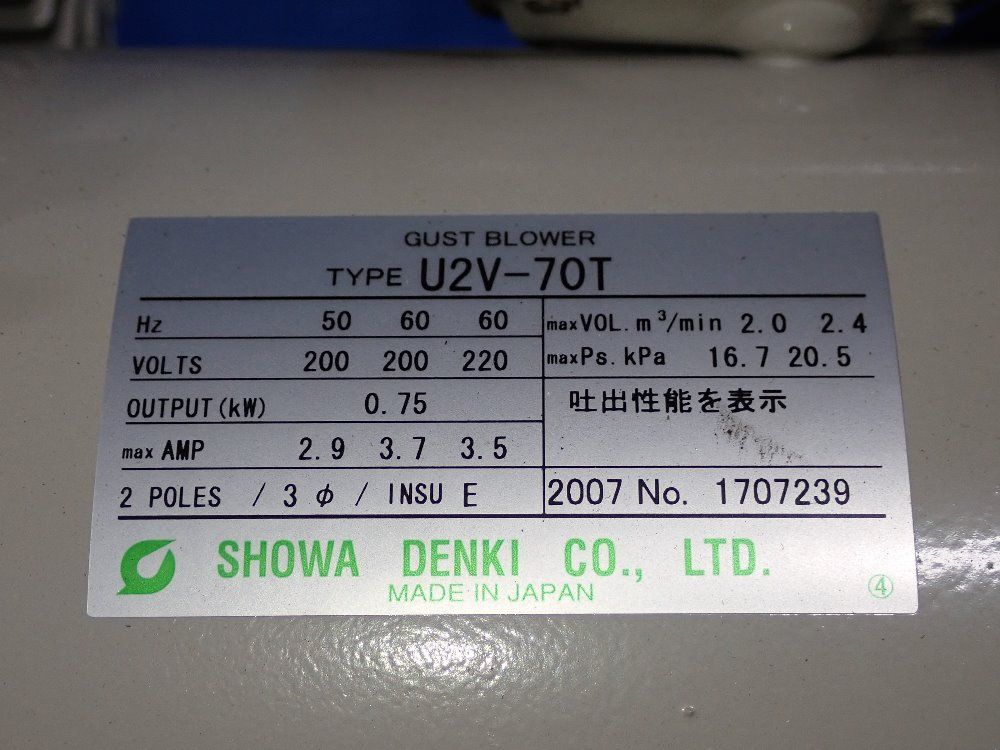 GUST BLOWER
TYPE U2V-70T
Hz 50 60 60
VOLTS 200 200 220
OUTPUT(kW) 0.75
max AMP 2.9 3.7 3.5
2 POLES / 3 φ / INSU E
maxVOL. m³/min 2.0 2.4
maxPs. kPa 16.7 20.5
吐出性能を表示
2007 No. 1707239
SHOWA DENKI CO., LTD.
MADE IN JAPAN
④